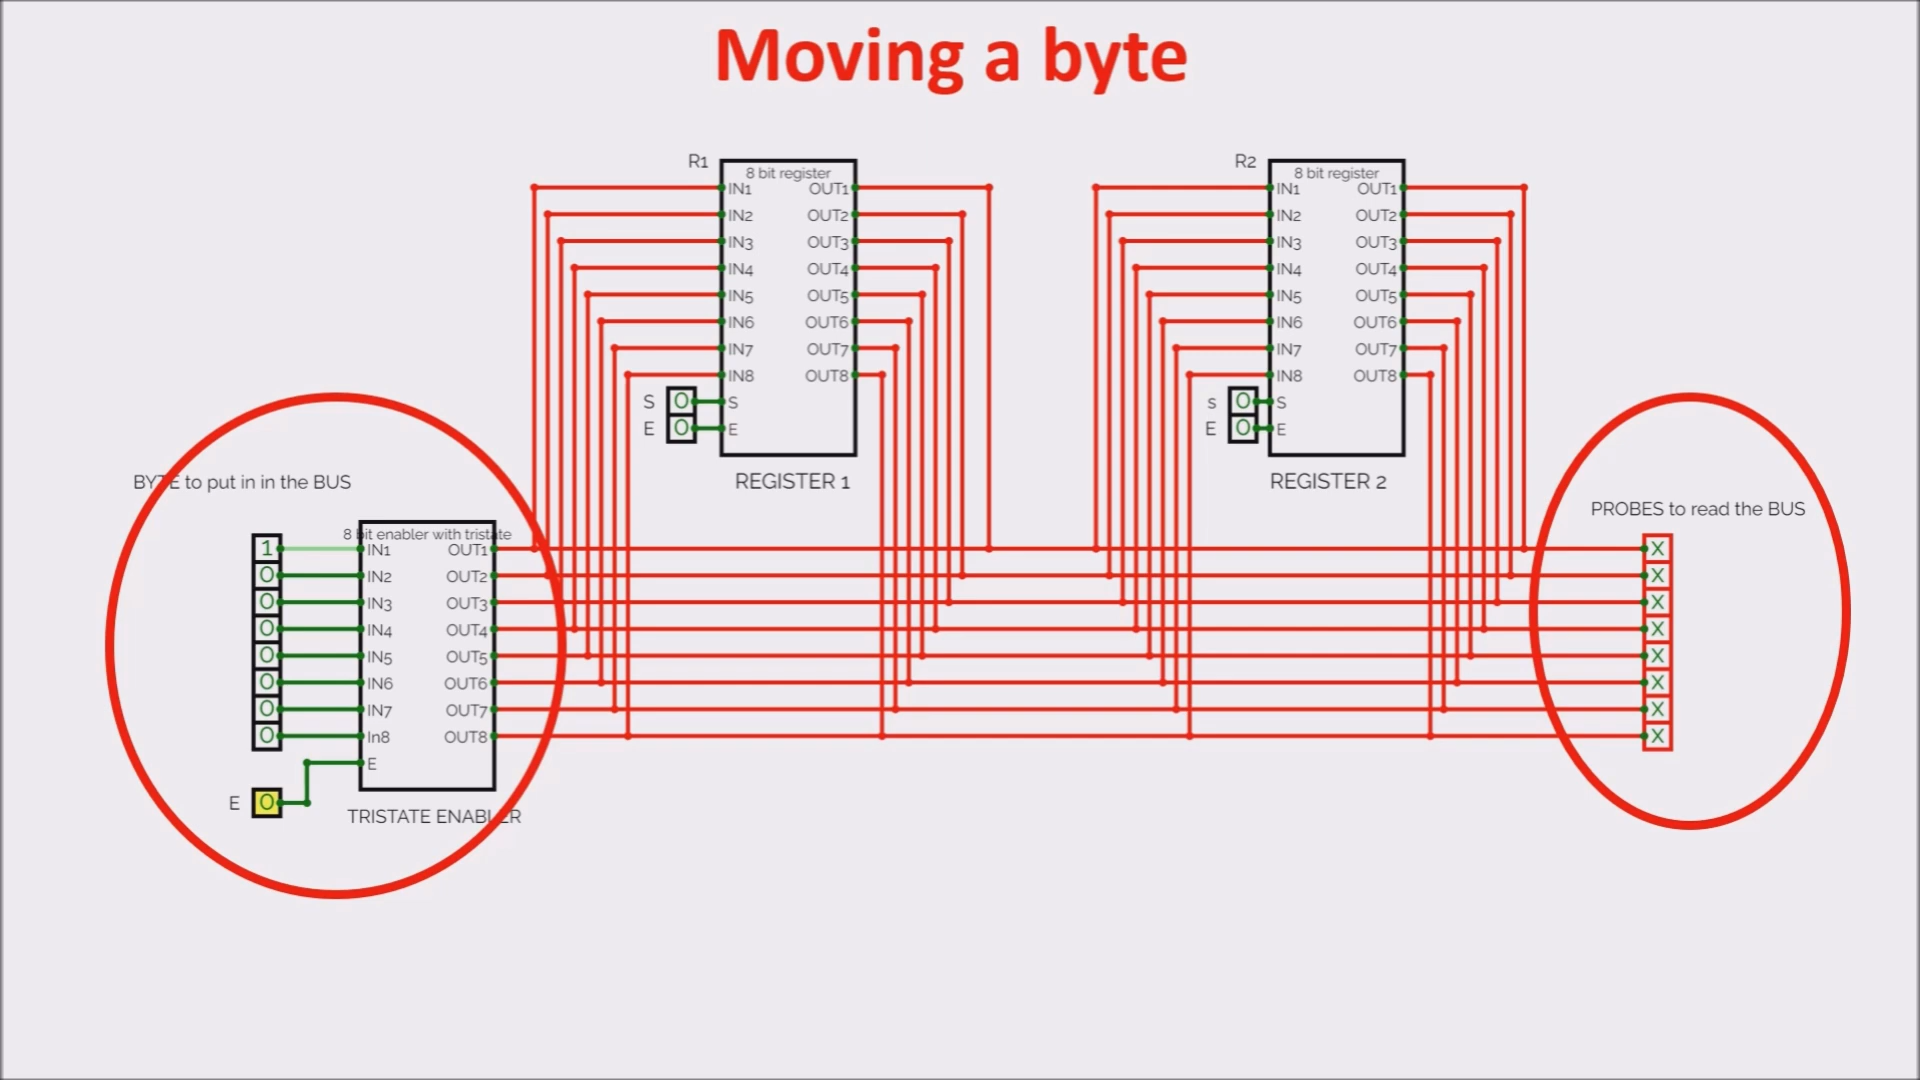 Moving a byte
R1
8 bit register
IN1 OUT1
IN2 OUT2
IN3 OUT3
IN4 OUT4
IN5 OUT5
IN6 OUT6
IN7 OUT7
IN8 OUT8
S 0 S
E 0 E
REGISTER 1
R2
8 bit register
IN1 OUT1
IN2 OUT2
IN3 OUT3
IN4 OUT4
IN5 OUT5
IN6 OUT6
IN7 OUT7
IN8 OUT8
s 0 S
E 0 E
REGISTER 2
BYTE to put in in the BUS
8 bit enabler with tristate
1 IN1 OUT1
0 IN2 OUT2
0 IN3 OUT3
0 IN4 OUT4
0 IN5 OUT5
0 IN6 OUT6
0 IN7 OUT7
0 In8 OUT8
E
E 0
TRISTATE ENABLER
PROBES to read the BUS
X
X
X
X
X
X
X
X